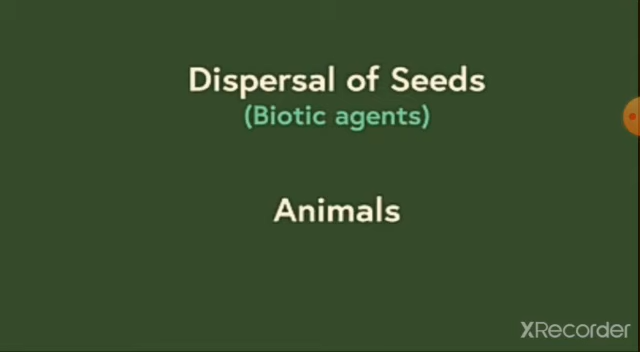 Dispersal of Seeds
(Biotic agents)
Animals
XRecorder